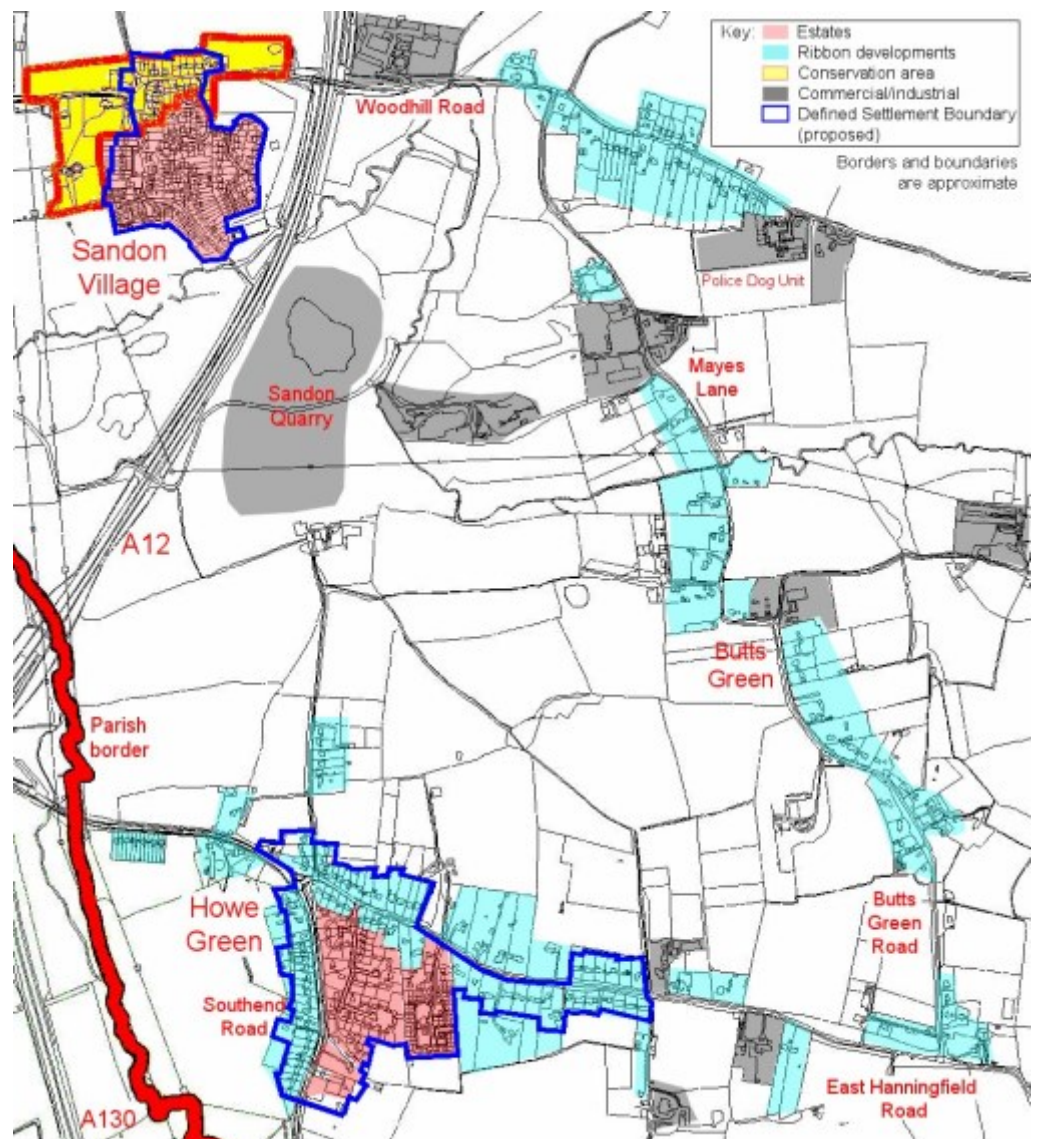 Key:
Estates
Ribbon developments
Conservation area
Commercial/industrial
Defined Settlement Boundary
(proposed)
Borders and boundaries
are approximate
Woodhill Road
Sandon
Village
Police Dog Unit
Mayes
Lane
Sandon
Quarry
A12
Butts
Green
Parish
border
Howe
Green
Butts
Green
Road
Southend
Road
East Hanningfield
Road
A130